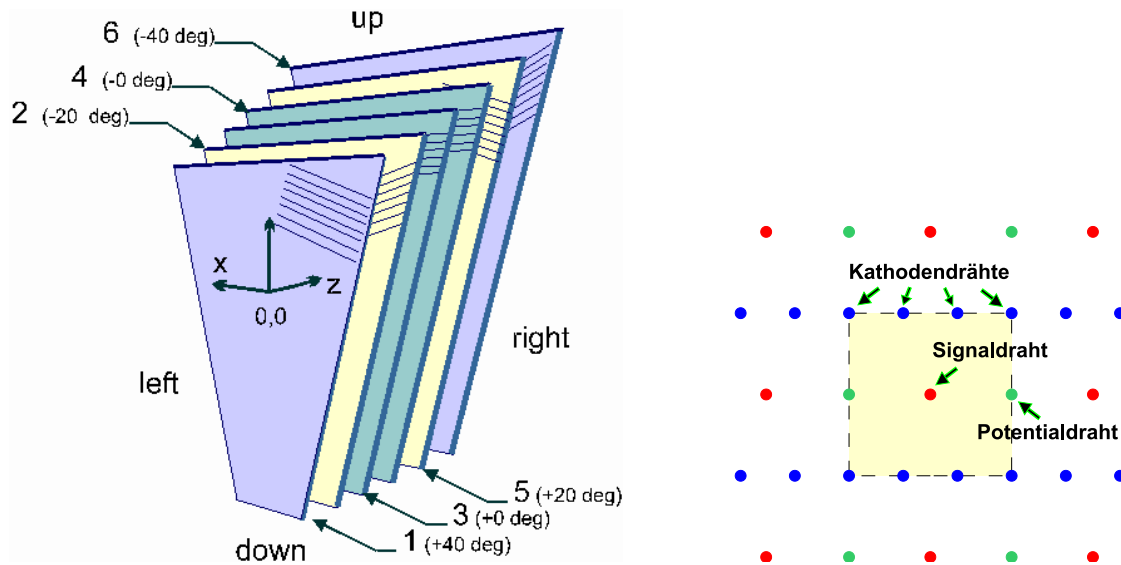 up
6 (-40 deg)
4
(-0 deg)
2 (-20 deg)
x
z
0,0
left
right
5 (+20 deg)
3 (+0 deg)
1 (+40 deg)
down
Kathodendrähte
Signaldraht
Potentialdraht